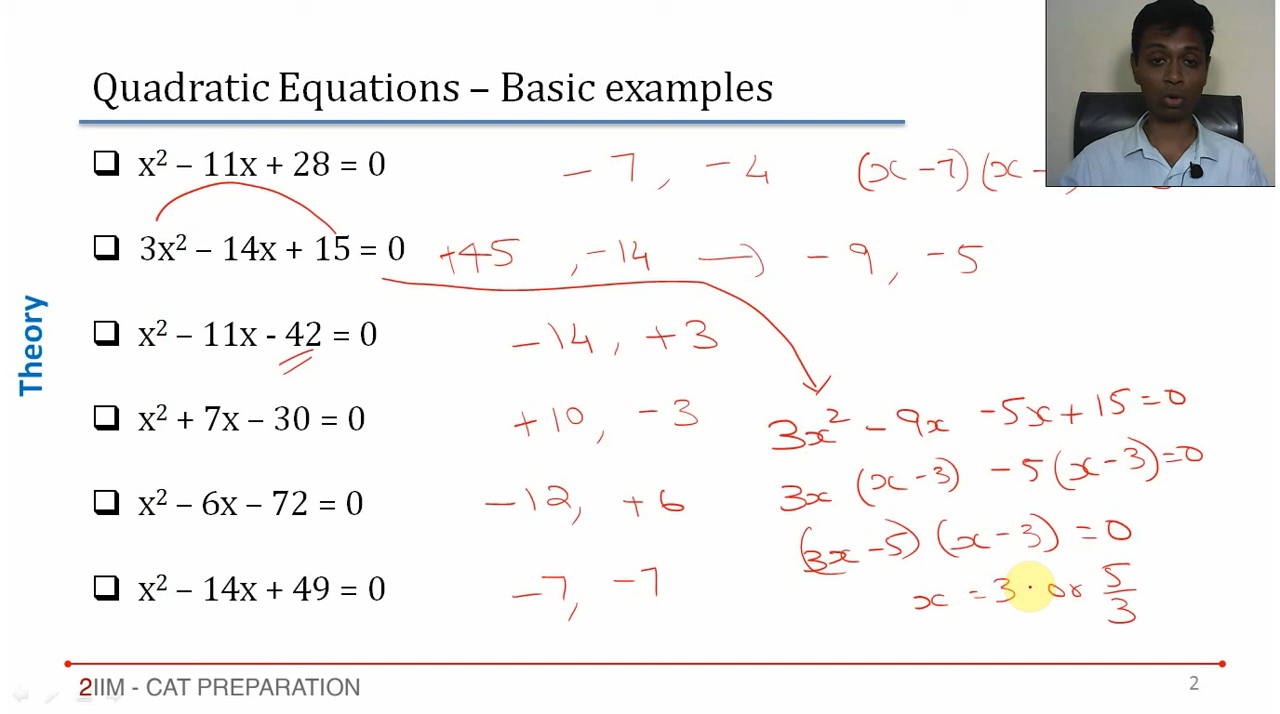 Quadratic Equations – Basic examples
❑ x² – 11x + 28 = 0 -7, -4 (x-7)(x-
❑ 3x² – 14x + 15 = 0 +45, -14 → -9, -5
❑ x² – 11x - 42 = 0 -14, +3
❑ x² + 7x – 30 = 0 +10, -3
3x² - 9x - 5x + 15 = 0
3x (x-3) - 5(x-3) = 0
❑ x² – 6x – 72 = 0 -12, +6
(3x-5) (x-3) = 0
❑ x² – 14x + 49 = 0 -7, -7
x = 3 or 5/3
Theory
2IIM - CAT PREPARATION
2